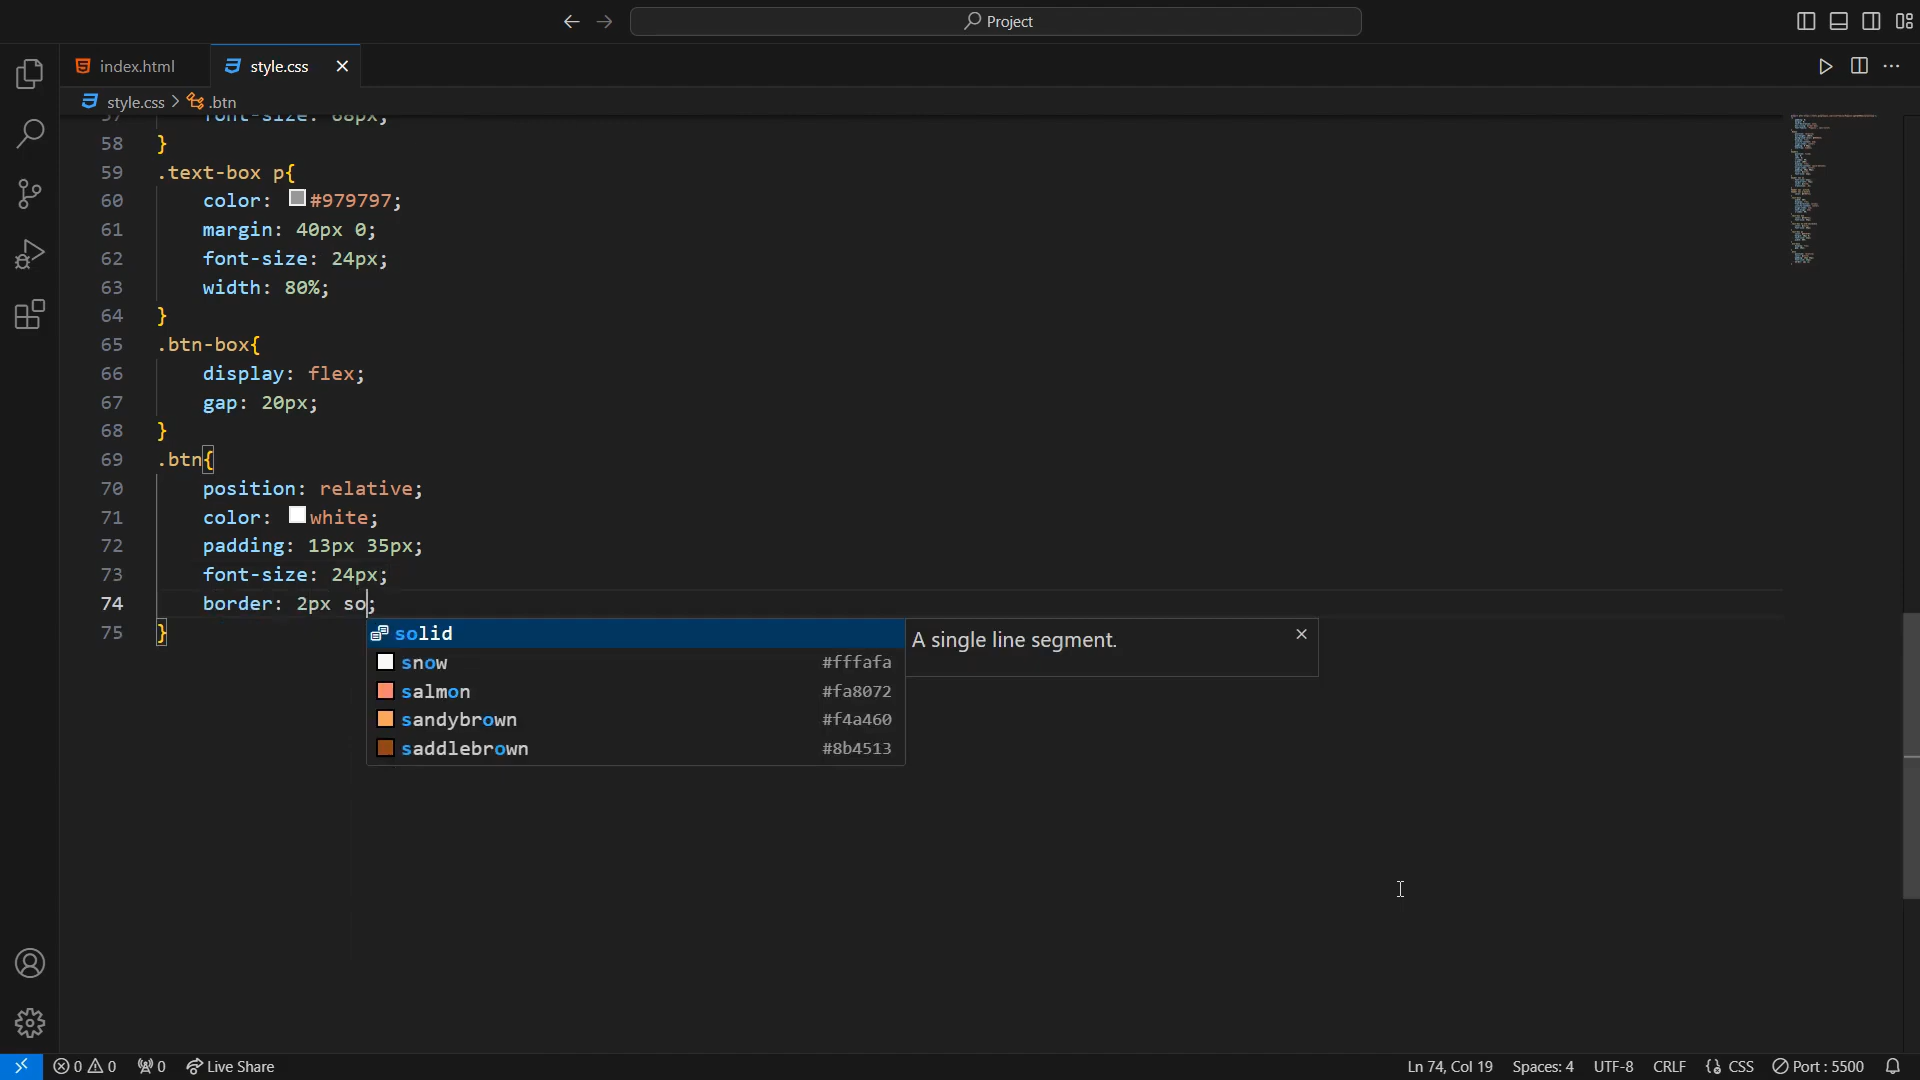 Project
index.html
style.css
style.css > .btn
57 font-size: 68px;
58 }
59 .text-box p{
60 color: #979797;
61 margin: 40px 0;
62 font-size: 24px;
63 width: 80%;
64 }
65 .btn-box{
66 display: flex;
67 gap: 20px;
68 }
69 .btn{
70 position: relative;
71 color: white;
72 padding: 13px 35px;
73 font-size: 24px;
74 border: 2px so;
75 }
solid
A single line segment.
snow #fffafa
salmon #fa8072
sandybrown #f4a460
saddlebrown #8b4513
0 0 0 Live Share Ln 74, Col 19 Spaces: 4 UTF-8 CRLF {} CSS Port : 5500